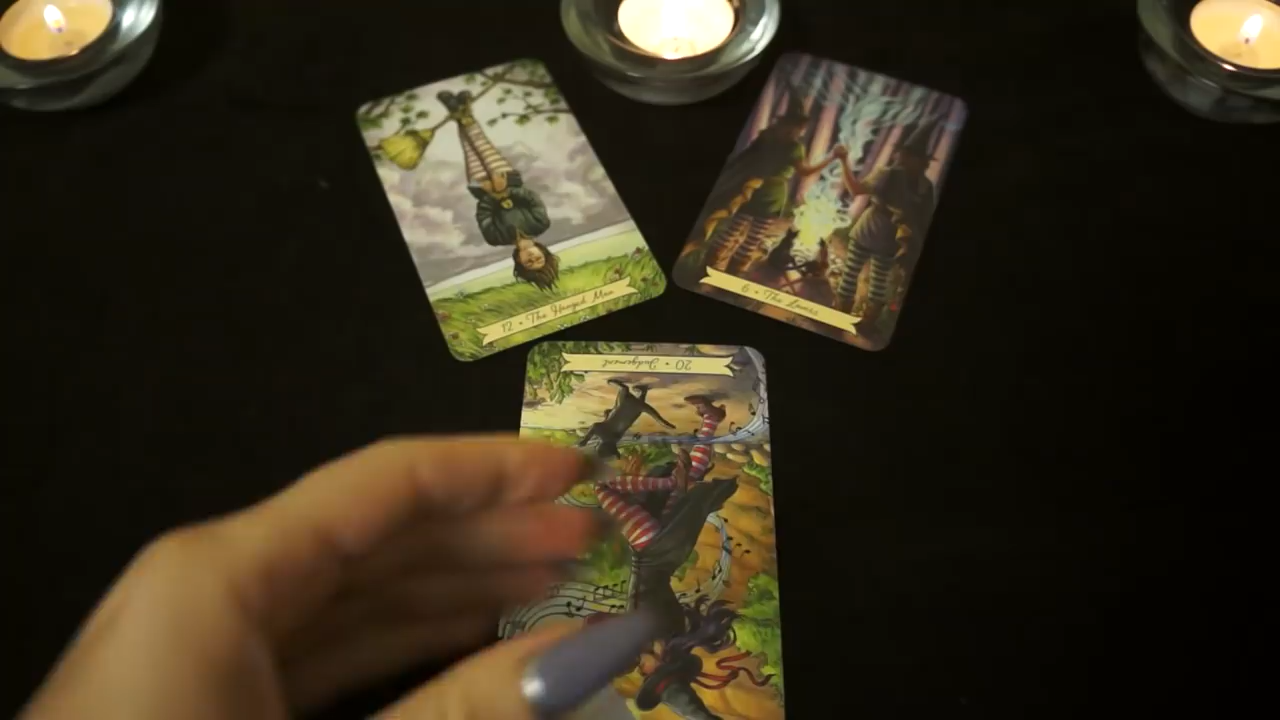 12 • The Hanged Man
6 • The Lovers
20 • Judgement